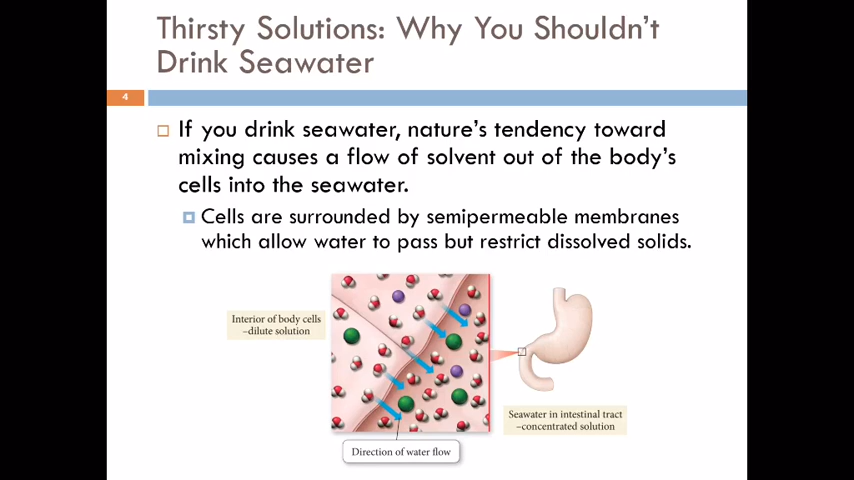 Thirsty Solutions: Why You Shouldn't
Drink Seawater
4
If you drink seawater, nature's tendency toward
mixing causes a flow of solvent out of the body's
cells into the seawater.
Cells are surrounded by semipermeable membranes
which allow water to pass but restrict dissolved solids.
Interior of body cells
–dilute solution
Seawater in intestinal tract
–concentrated solution
Direction of water flow